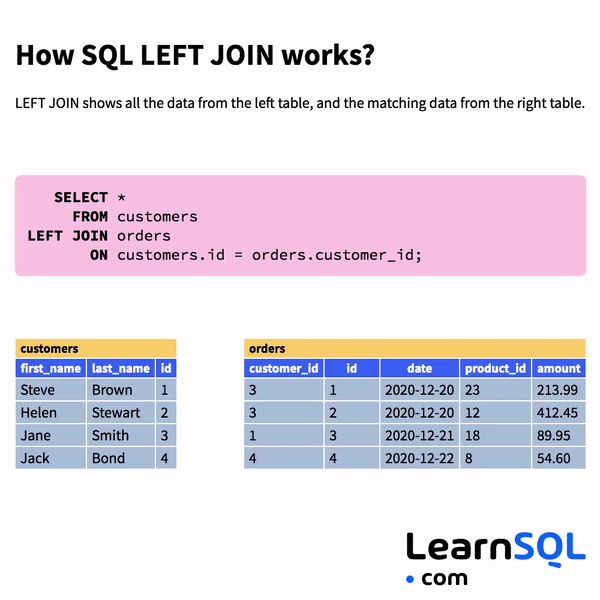 How SQL LEFT JOIN works?
LEFT JOIN shows all the data from the left table, and the matching data from the right table.
SELECT *
FROM customers
LEFT JOIN orders
ON customers.id = orders.customer_id;
customers
first_name last_name id
Steve Brown 1
Helen Stewart 2
Jane Smith 3
Jack Bond 4
orders
customer_id id date product_id amount
3 1 2020-12-20 23 213.99
3 2 2020-12-20 12 412.45
1 3 2020-12-21 18 89.95
4 4 2020-12-22 8 54.60
LearnSQL
.com